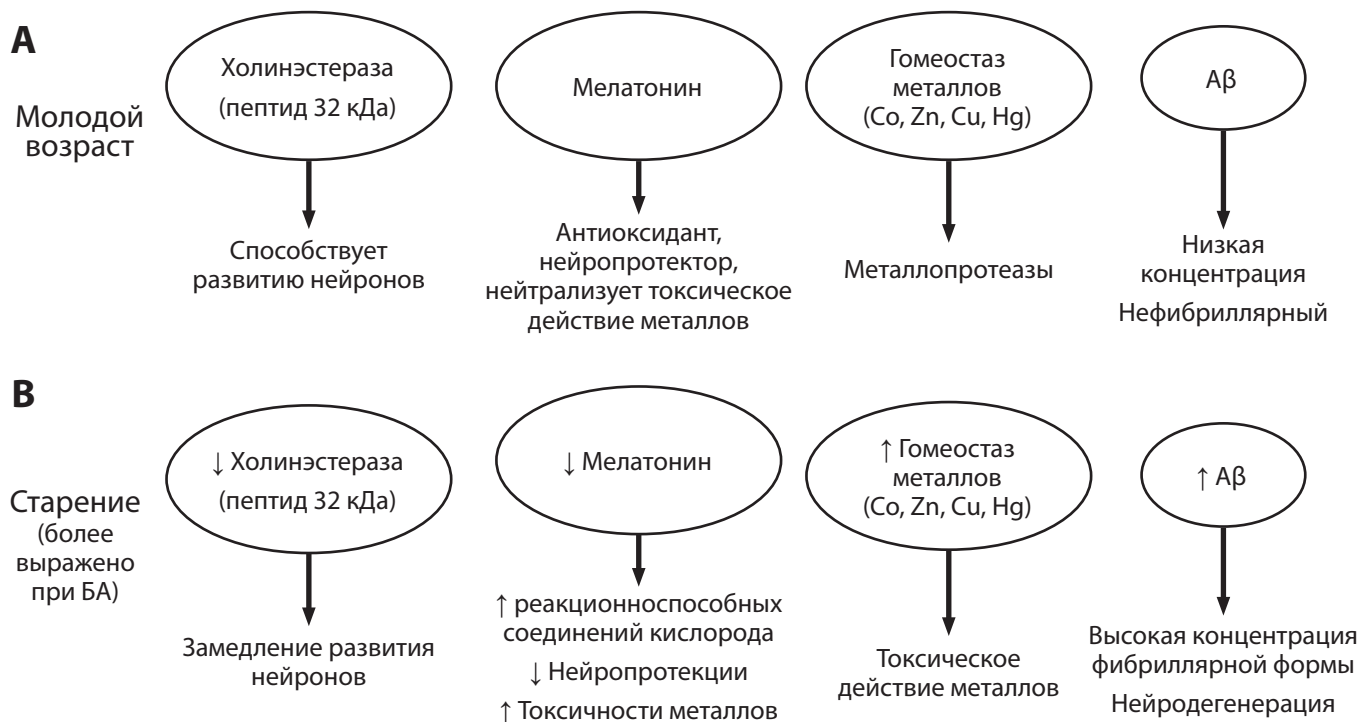 A
Молодой
возраст
Холинэстераза
(пептид 32 кДа)
Способствует
развитию нейронов
Мелатонин
Антиоксидант,
нейропротектор,
нейтрализует токсическое
действие металлов
Гомеостаз
металлов
(Co, Zn, Cu, Hg)
Металлопротеазы
Аβ
Низкая
концентрация
Нефибриллярный
B
Старение
(более
выражено
при БА)
↓ Холинэстераза
(пептид 32 кДа)
Замедление развития
нейронов
↓ Мелатонин
↑ реакционноспособных
соединений кислорода
↓ Нейропротекции
↑ Токсичности металлов
↑ Гомеостаз
металлов
(Co, Zn, Cu, Hg)
Токсическое
действие металлов
↑ Аβ
Высокая концентрация
фибриллярной формы
Нейродегенерация